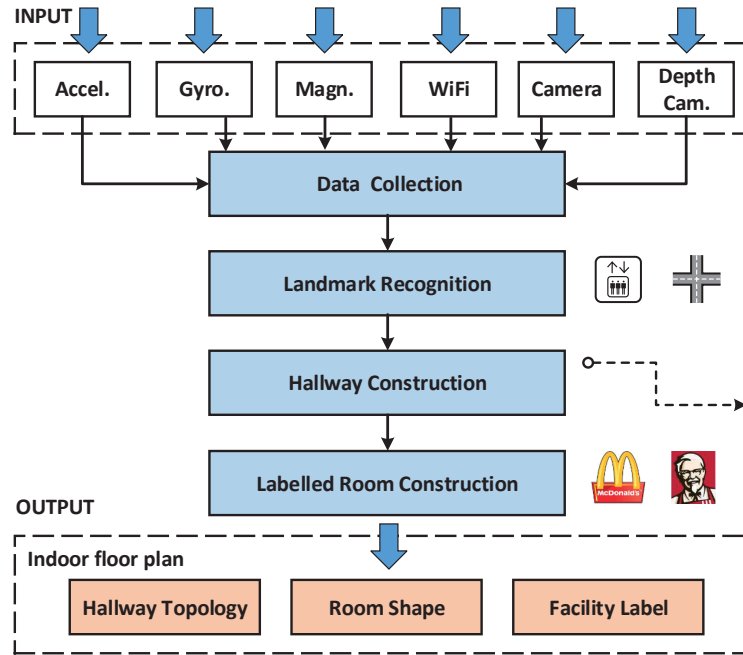 INPUT
Accel.
Gyro.
Magn.
WiFi
Camera
Depth
Cam.
Data Collection
Landmark Recognition
Hallway Construction
Labelled Room Construction
McDonald's
OUTPUT
Indoor floor plan
Hallway Topology
Room Shape
Facility Label